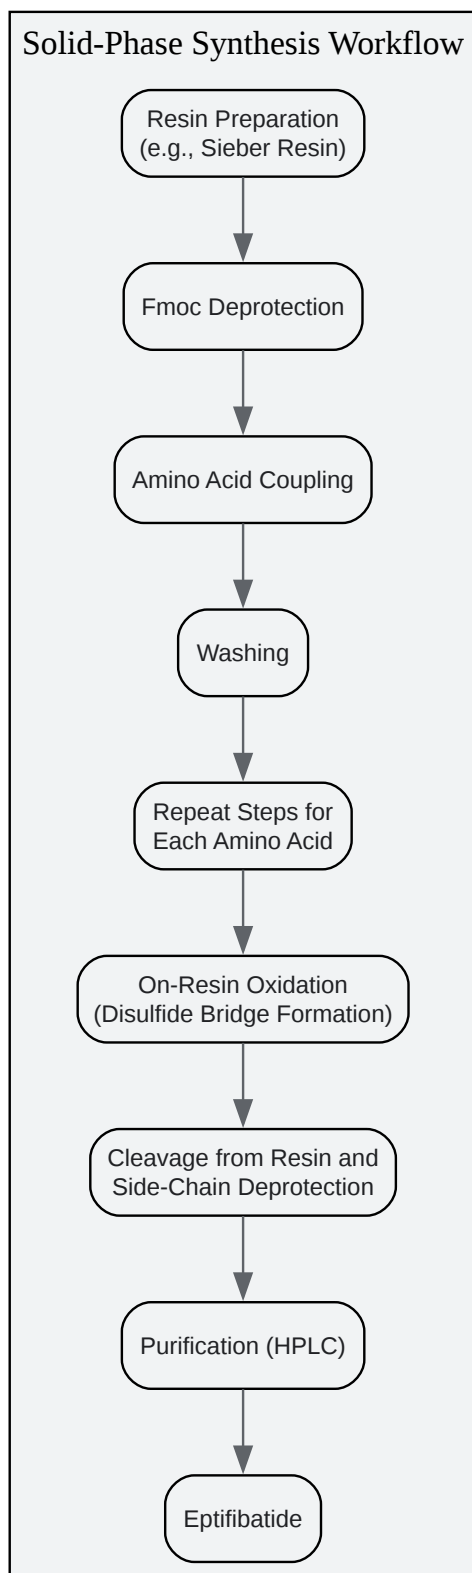 Solid-Phase Synthesis Workflow
Resin Preparation
(e.g., Sieber Resin)
Fmoc Deprotection
Amino Acid Coupling
Washing
Repeat Steps for
Each Amino Acid
On-Resin Oxidation
(Disulfide Bridge Formation)
Cleavage from Resin and
Side-Chain Deprotection
Purification (HPLC)
Eptifibatide